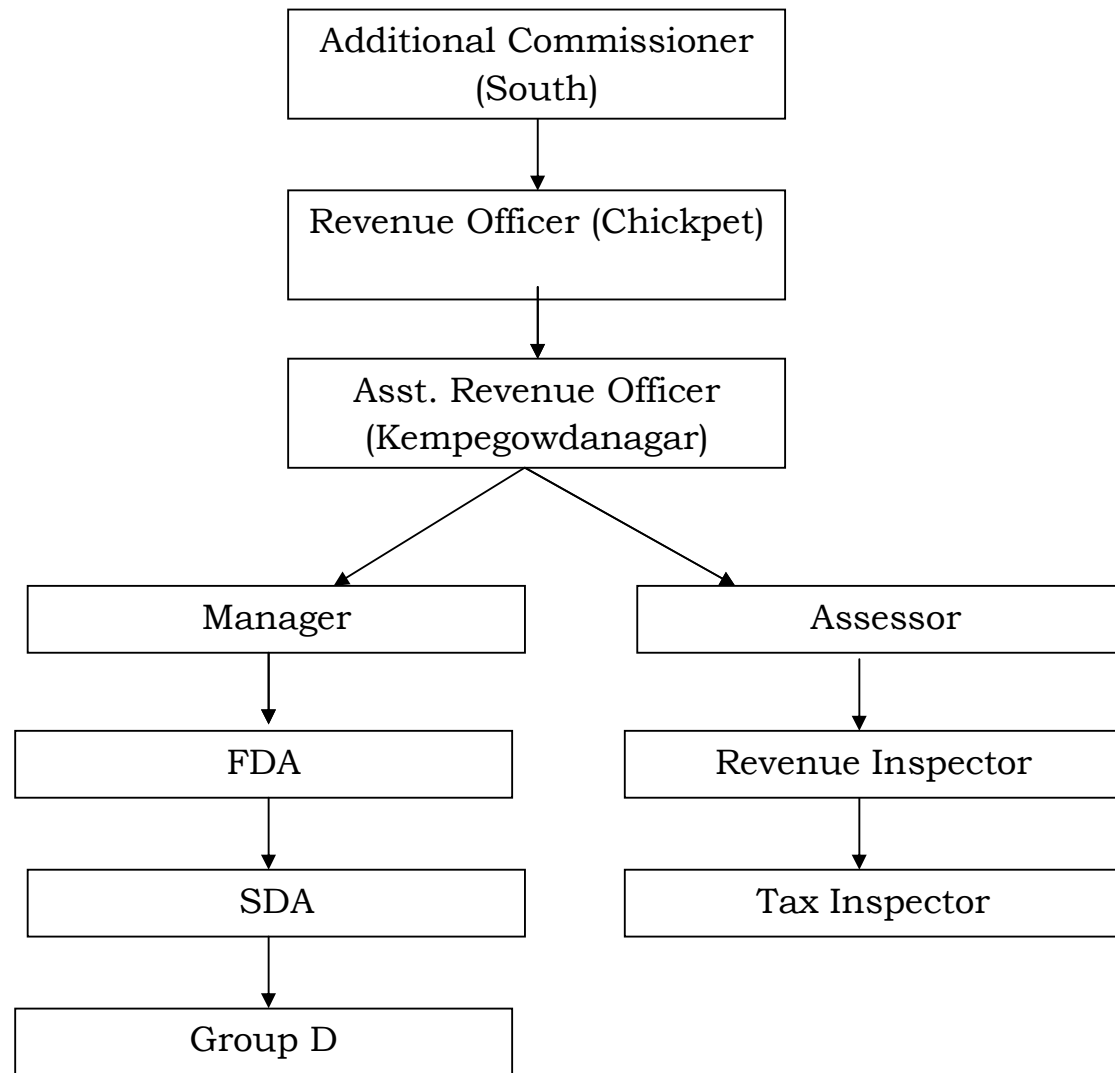 Additional Commissioner
(South)
Revenue Officer (Chickpet)
Asst. Revenue Officer
(Kempegowdanagar)
Manager
Assessor
FDA
Revenue Inspector
SDA
Tax Inspector
Group D